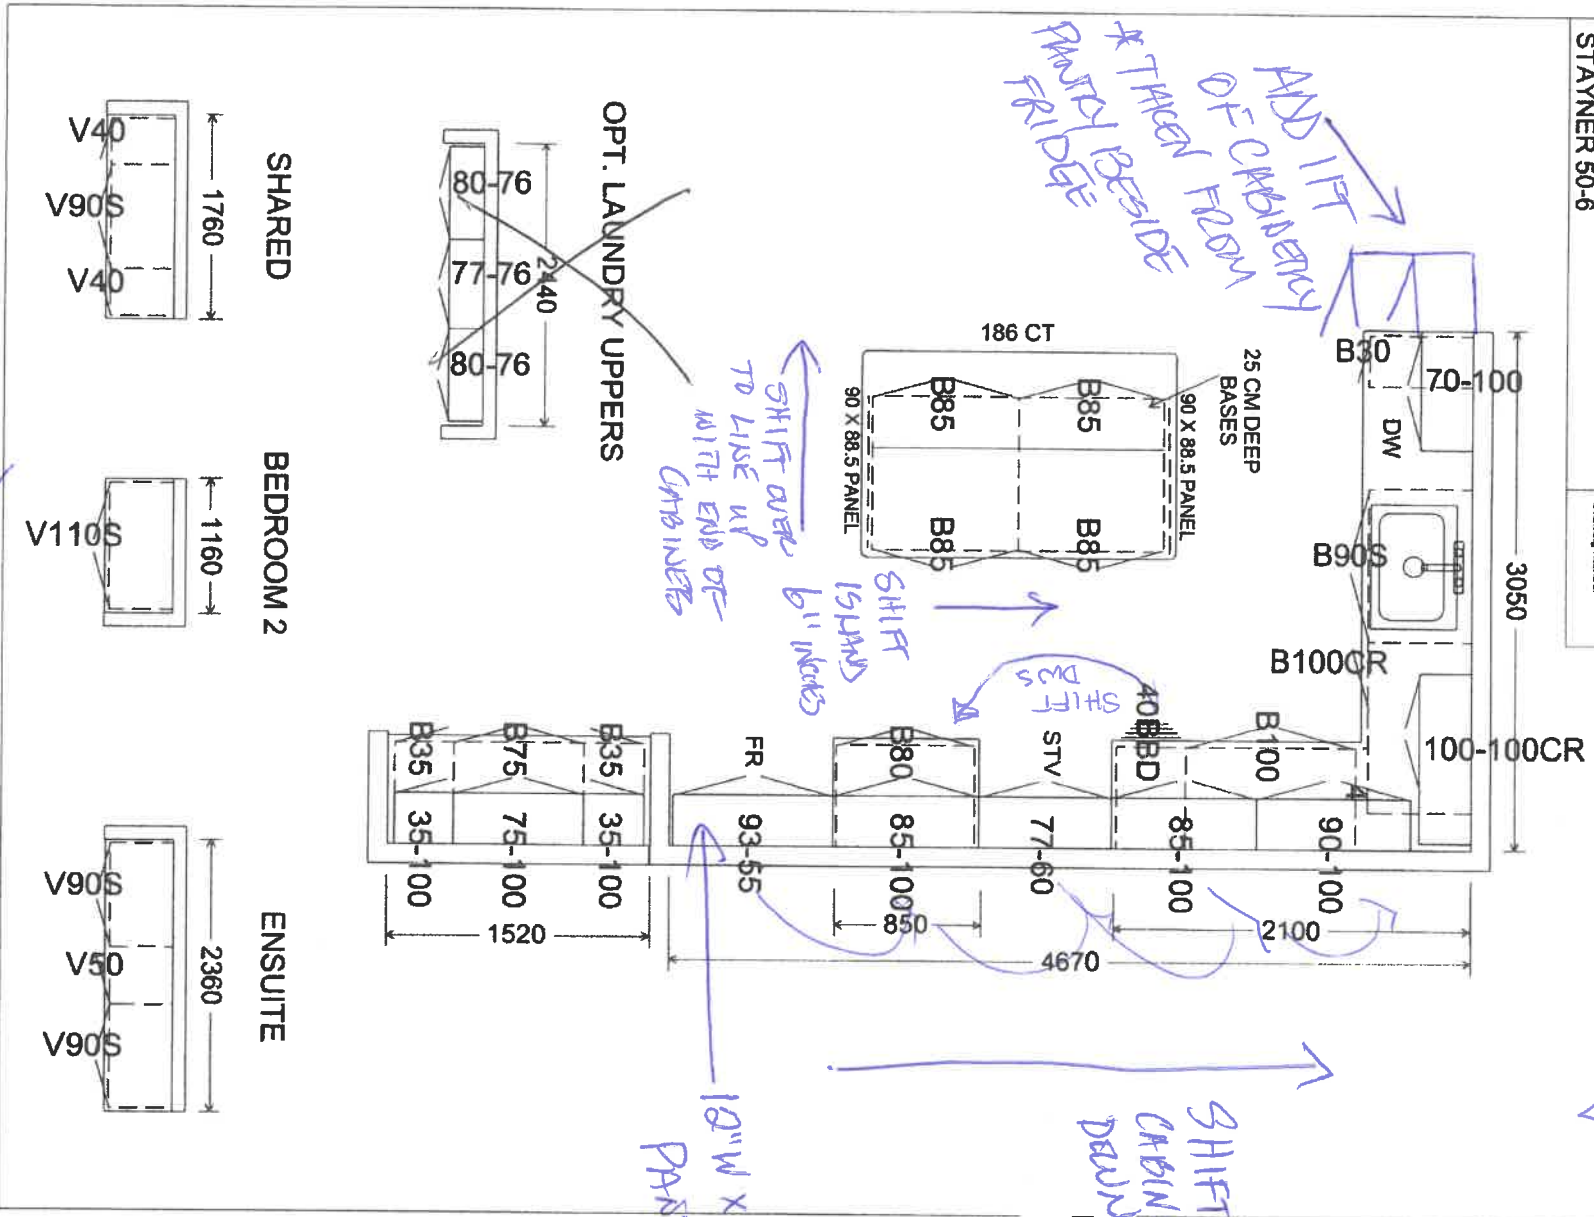 STAYNER 50-6
ADD 1FT
OF CABINETRY
* TAKEN FROM
PANTRY BESIDE
FRIDGE
B30
70-100
DW
B90S
B100CR
100-100CR
3050
186 CT
25 CM DEEP
BASES
90 X 88.5 PANEL
90 X 88.5 PANEL
B85
B85
B85
B85
SHIFT OVER
TO LINE UP
WITH END OF
CABINETS
SHIFT
ISLAND
6" INCHES
SHIFT
DWS
B35
B75
B35
FR
B80
STV
40BBD
B100
35-100
75-100
35-100
93-55
85-100
77-60
85-100
90-100
4
1520
850
2100
4670
12"W X
SHIFT
CABIN
DOWN
OPT. LAUNDRY UPPERS
80-76
77-76
80-76
2440
SHARED
1760
V40
V90S
V40
BEDROOM 2
1160
V110S
ENSUITE
2360
V90S
V50
V90S